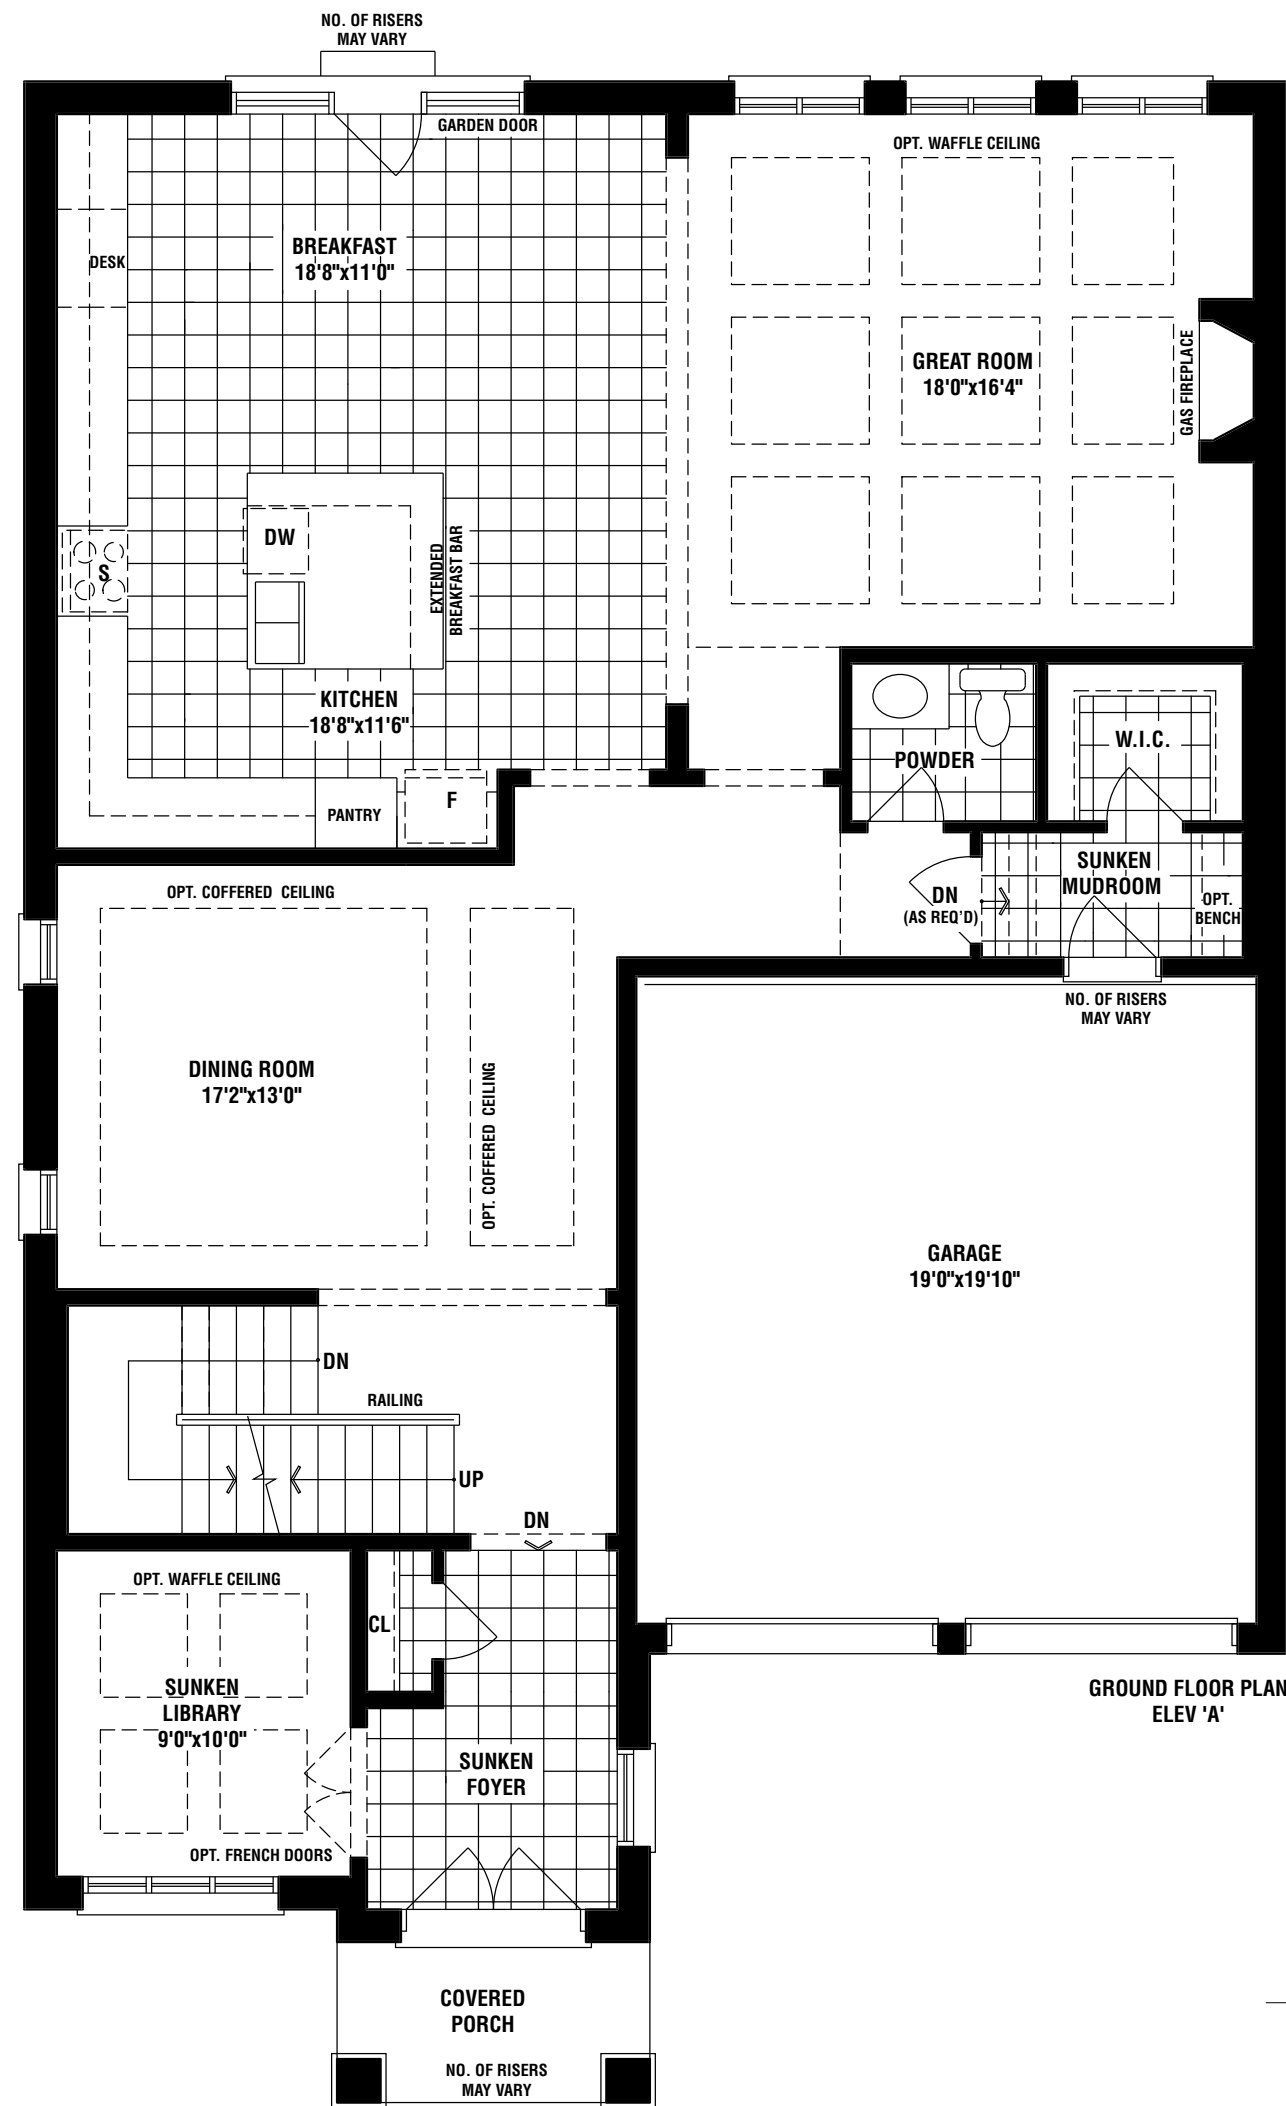 NO. OF RISERS
MAY VARY
GARDEN DOOR
OPT. WAFFLE CEILING
BREAKFAST
18'8"x11'0"
DESK
GREAT ROOM
18'0"x16'4"
GAS FIREPLACE
DW
S
EXTENDED
BREAKFAST BAR
KITCHEN
18'8"x11'6"
PANTRY
F
POWDER
W.I.C.
SUNKEN
MUDROOM
DN
(AS REQ'D)
OPT.
BENCH
NO. OF RISERS
MAY VARY
OPT. COFFERED CEILING
DINING ROOM
17'2"x13'0"
OPT. COFFERED CEILING
GARAGE
19'0"x19'10"
DN
RAILING
UP
DN
OPT. WAFFLE CEILING
CL
SUNKEN
LIBRARY
9'0"x10'0"
GROUND FLOOR PLAN
ELEV 'A'
SUNKEN
FOYER
OPT. FRENCH DOORS
COVERED
PORCH
NO. OF RISERS
MAY VARY